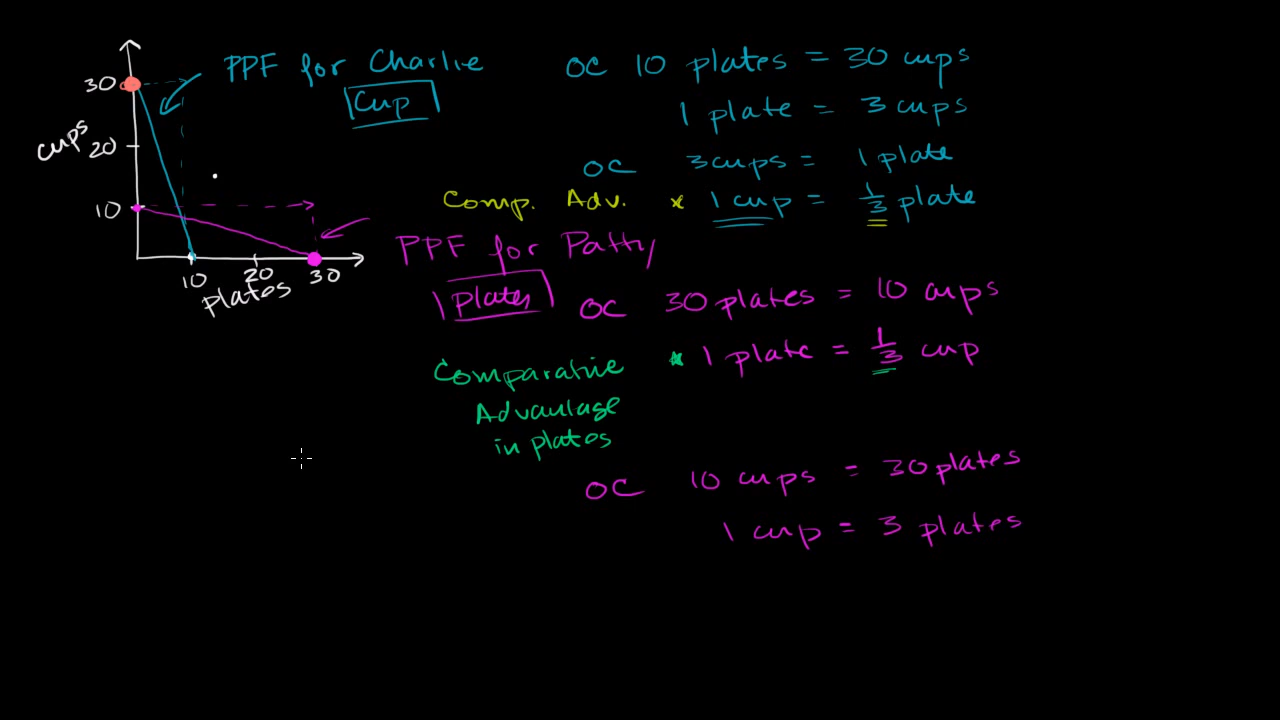 PPF for Charlie
Cup
OC 10 plates = 30 cups
1 plate = 3 cups
OC 3 cups = 1 plate
Comp. Adv. * 1 cup = 1/3 plate
30
cups
20
10
10
20
30
plates
PPF for Patty
plates
OC 30 plates = 10 cups
* 1 plate = 1/3 cup
Comparative
Advantage
in plates
OC 10 cups = 30 plates
1 cup = 3 plates